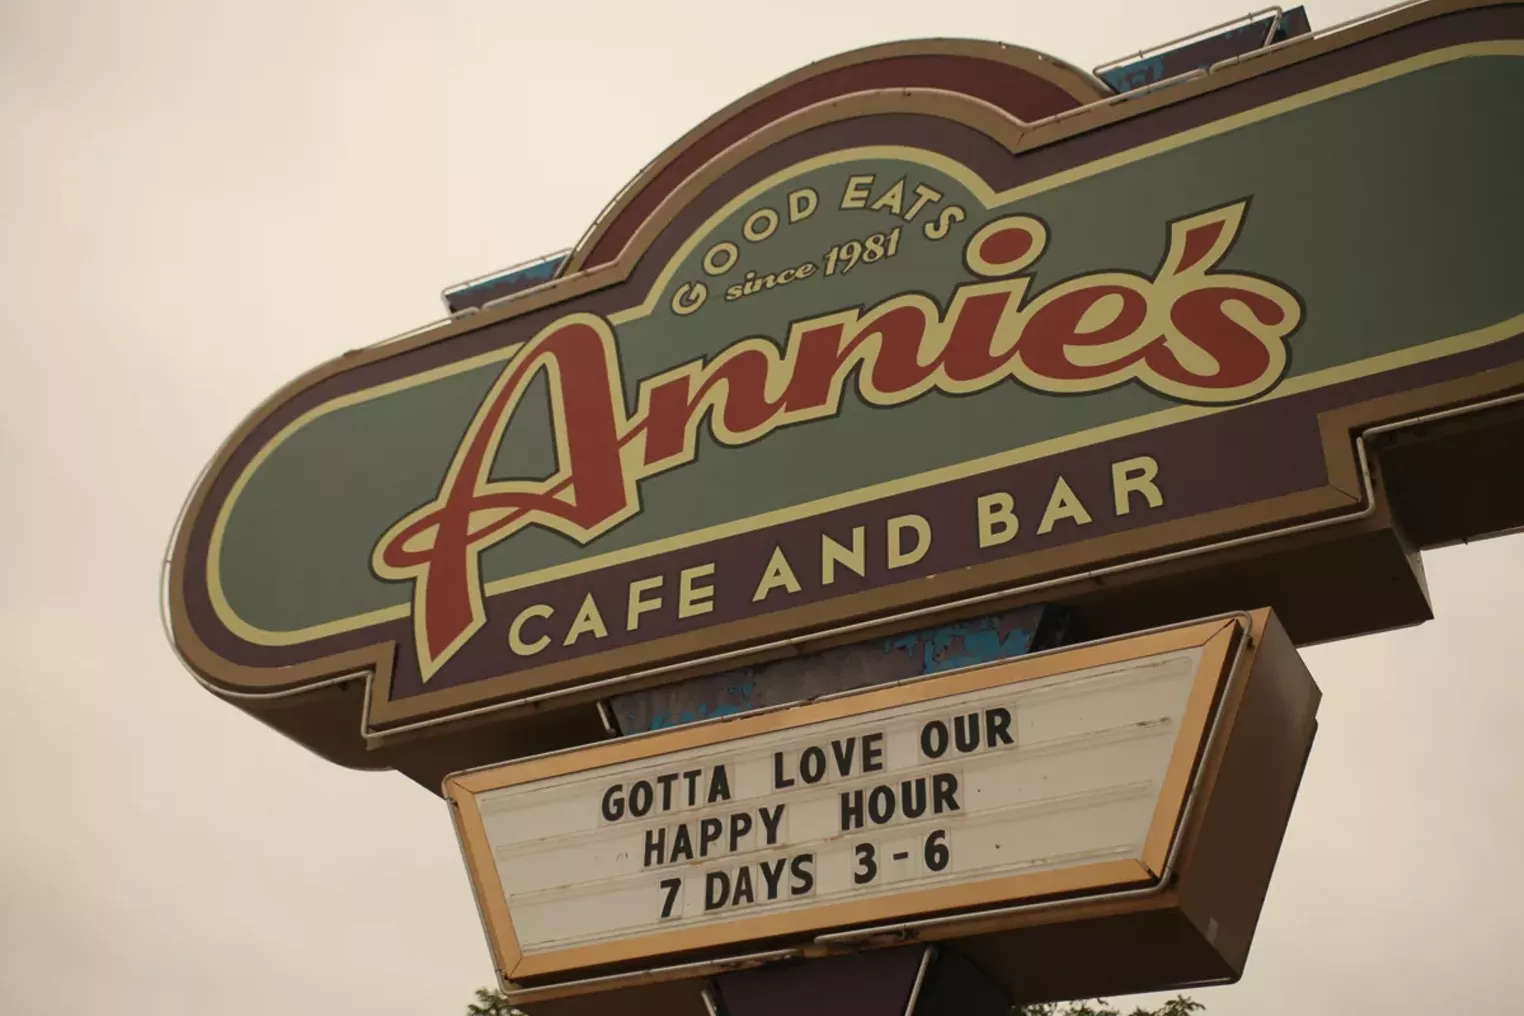 GOOD EATS
since 1981
Annie's
CAFE AND BAR
GOTTA LOVE OUR
HAPPY HOUR
7 DAYS 3-6